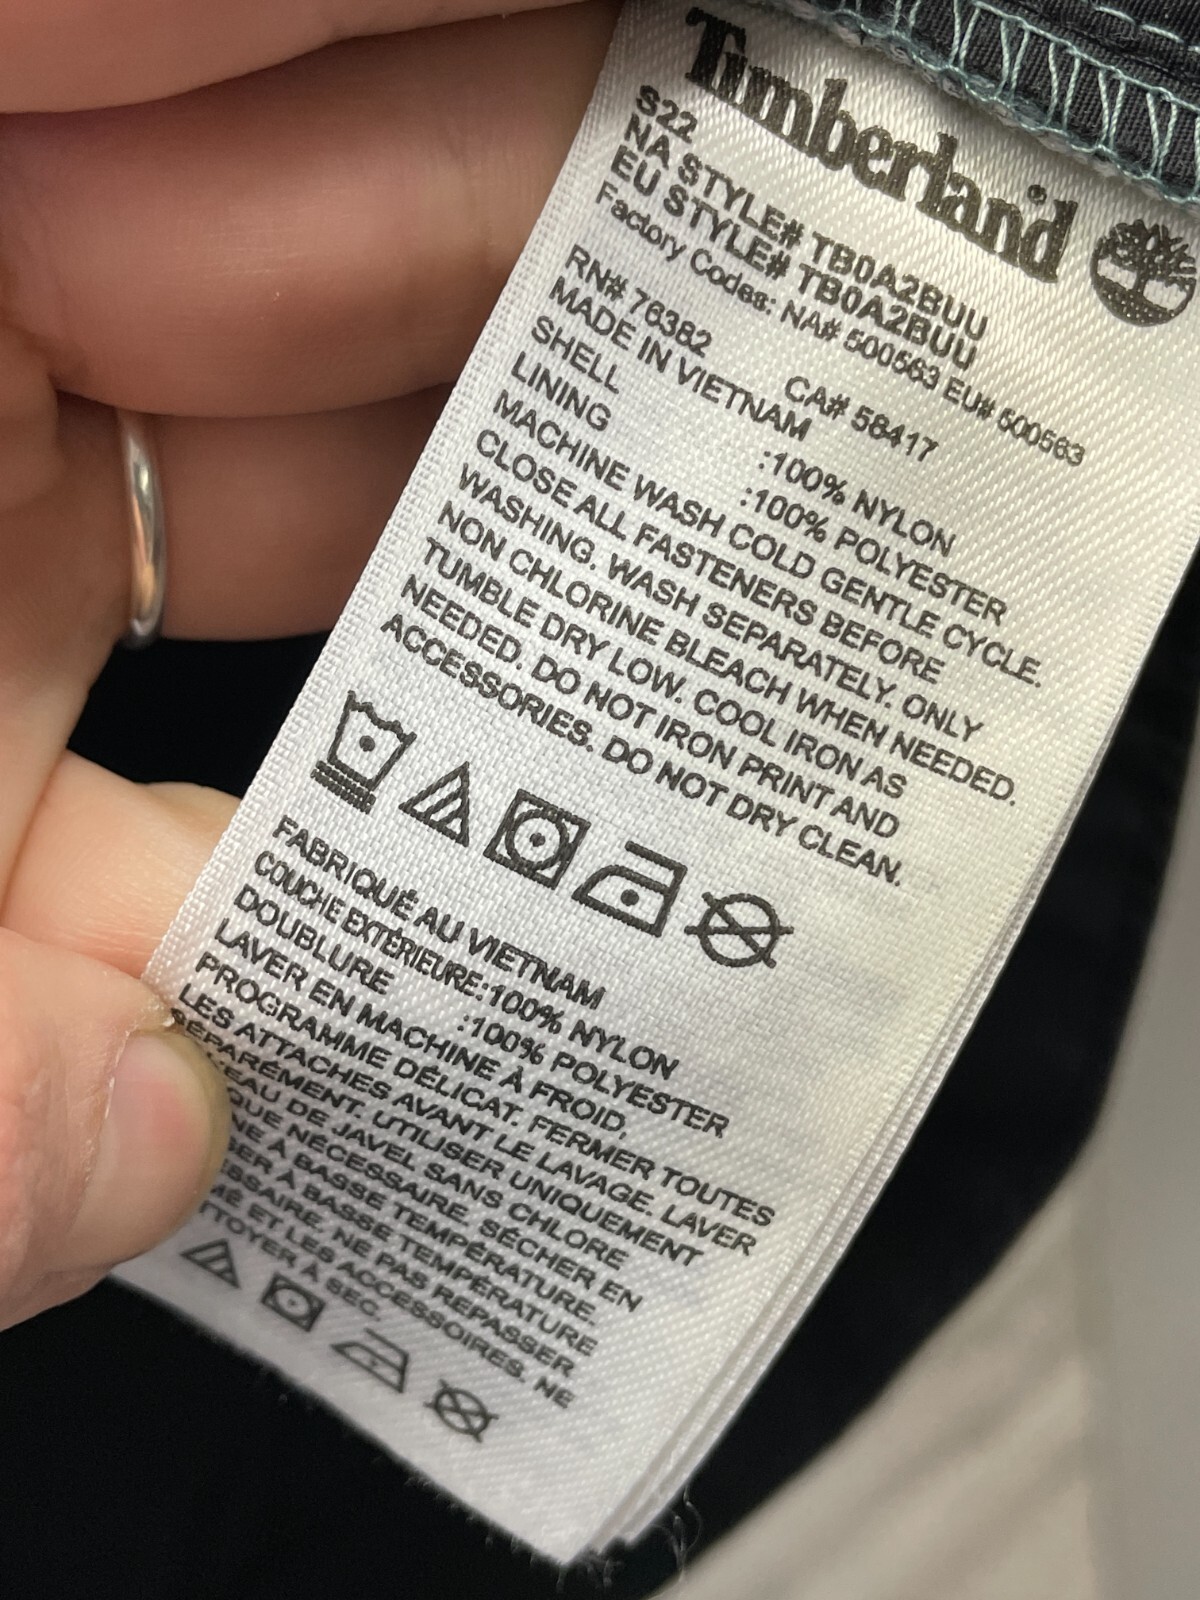 Timberland
S22
NA STYLE# TB0A2BUU
EU STYLE# TB0A2BUU
Factory Codes: NA# 500563 EU# 500563
RN# 76382 CA# 58417
MADE IN VIETNAM
SHELL :100% NYLON
LINING :100% POLYESTER
MACHINE WASH COLD GENTLE CYCLE.
CLOSE ALL FASTENERS BEFORE
WASHING. WASH SEPARATELY. ONLY
NON CHLORINE BLEACH WHEN NEEDED.
TUMBLE DRY LOW. COOL IRON AS
NEEDED. DO NOT IRON PRINT AND
ACCESSORIES. DO NOT DRY CLEAN.
FABRIQUÉ AU VIETNAM
COUCHE EXTÉRIEURE:100% NYLON
DOUBLURE :100% POLYESTER
LAVER EN MACHINE À FROID,
PROGRAMME DÉLICAT. FERMER TOUTES
LES ATTACHES AVANT LE LAVAGE. LAVER
SÉPARÉMENT. UTILISER UNIQUEMENT
L'EAU DE JAVEL SANS CHLORE
QUE NÉCESSAIRE. SÉCHER EN
À BASSE TEMPÉRATURE.
À BASSE TEMPÉRATURE
NE PAS REPASSER
ET LES ACCESSOIRES. NE
À SEC.